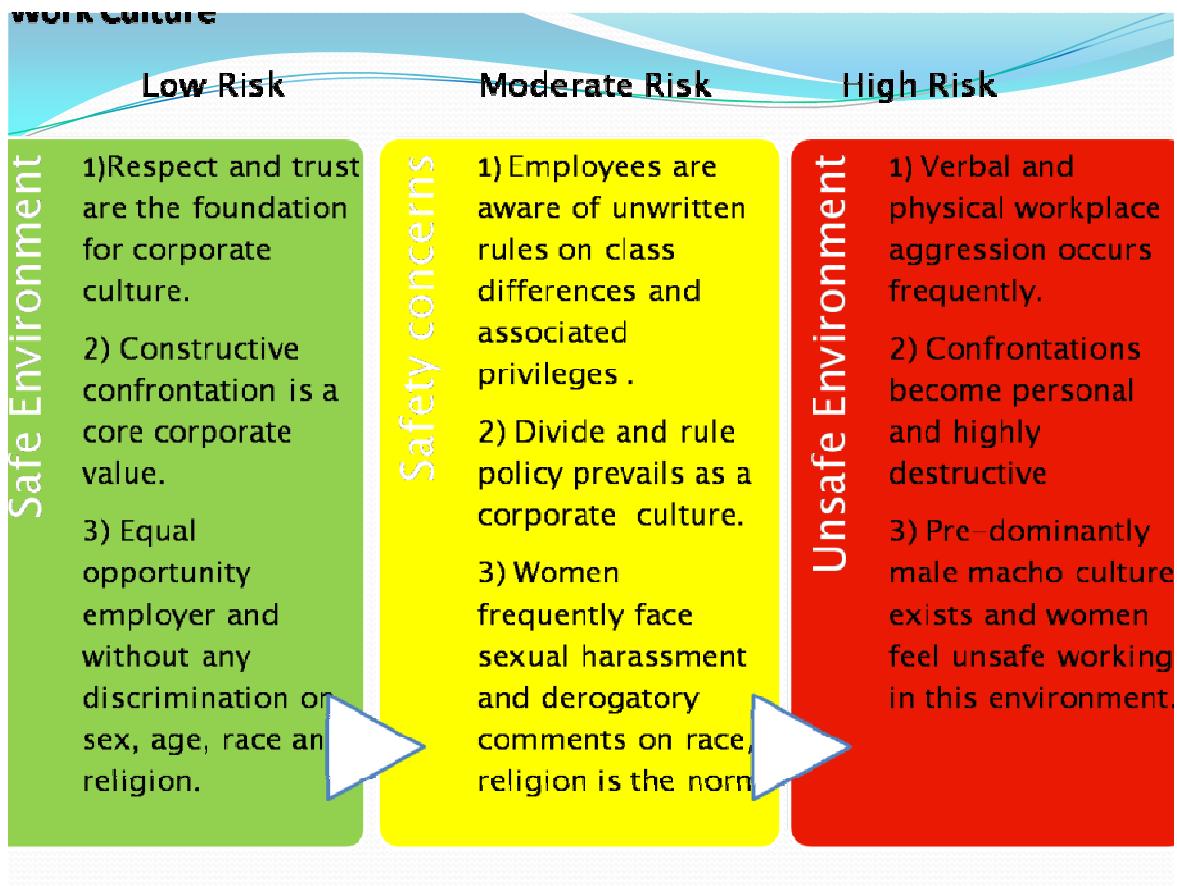 Work Culture
Low Risk
Moderate Risk
High Risk
Safe Environment
1)Respect and trust
are the foundation
for corporate
culture.
2) Constructive
confrontation is a
core corporate
value.
3) Equal
opportunity
employer and
without any
discrimination on
sex, age, race an
religion.
Safety concerns
1) Employees are
aware of unwritten
rules on class
differences and
associated
privileges .
2) Divide and rule
policy prevails as a
corporate culture.
3) Women
frequently face
sexual harassment
and derogatory
comments on race,
religion is the norm
Unsafe Environment
1) Verbal and
physical workplace
aggression occurs
frequently.
2) Confrontations
become personal
and highly
destructive
3) Pre-dominantly
male macho culture
exists and women
feel unsafe working
in this environment.